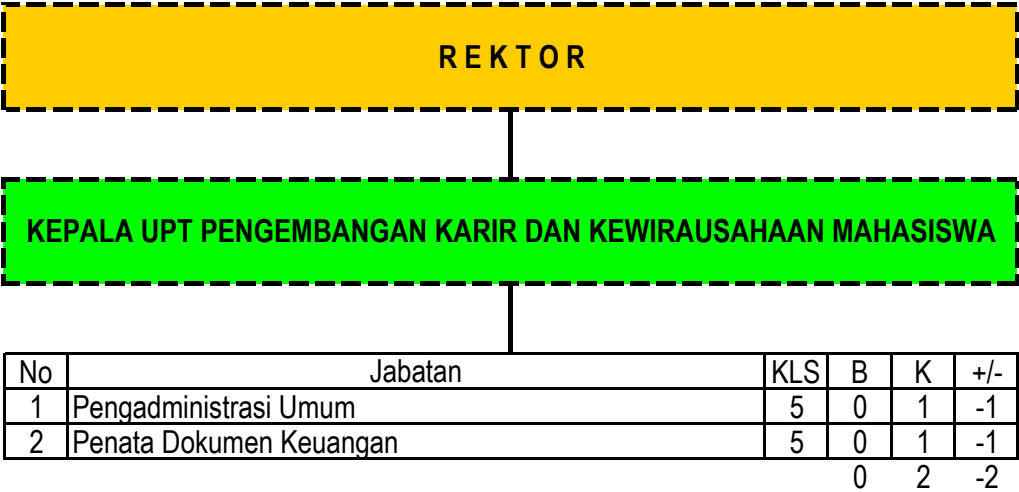 R E K T O R
KEPALA UPT PENGEMBANGAN KARIR DAN KEWIRAUSAHAAN MAHASISWA
No Jabatan KLS B K +/-
1 Pengadministrasi Umum 5 0 1 -1
2 Penata Dokumen Keuangan 5 0 1 -1
0 2 -2